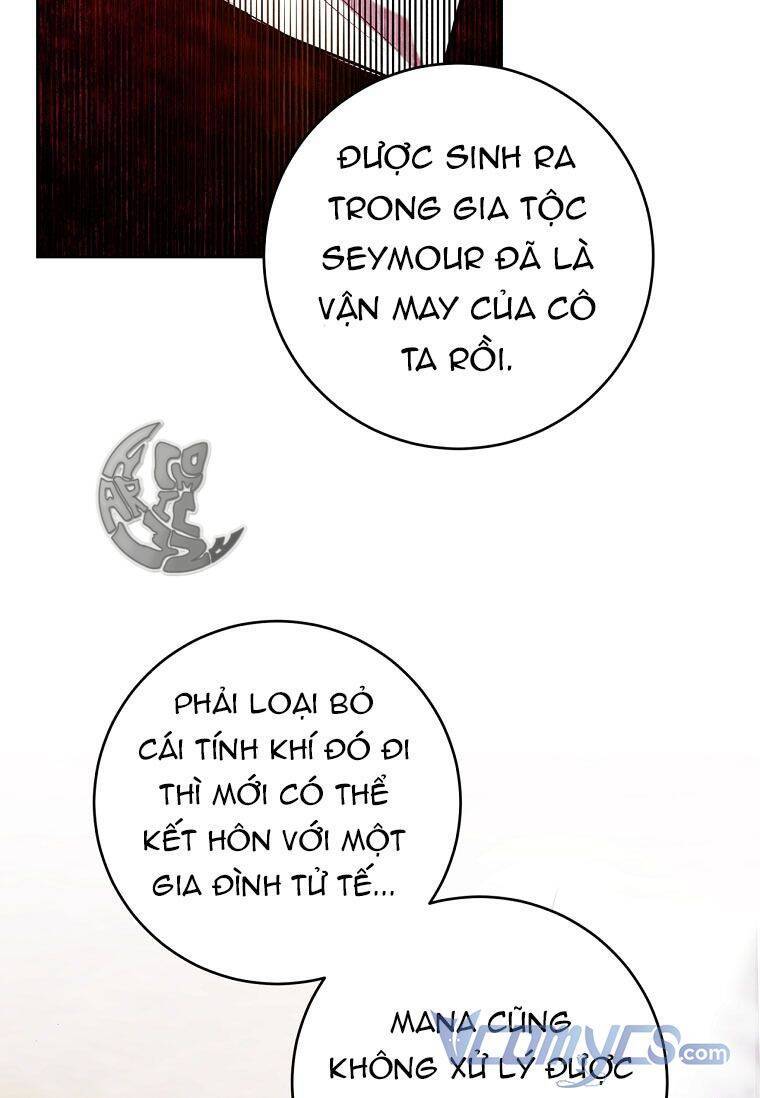 ĐƯỢC SINH RA
TRONG GIA TỘC
SEYMOUR ĐÃ LÀ
VẬN MAY CỦA CÔ
TA RỒI.
PHẢI LOẠI BỎ
CÁI TÍNH KHÍ ĐÓ ĐI
THÌ MỚI CÓ THỂ
KẾT HÔN VỚI MỘT
GIA ĐÌNH TỬ TẾ...
MANA CŨNG
KHÔNG XỬ LÝ ĐƯỢC
VCOMYCS.com